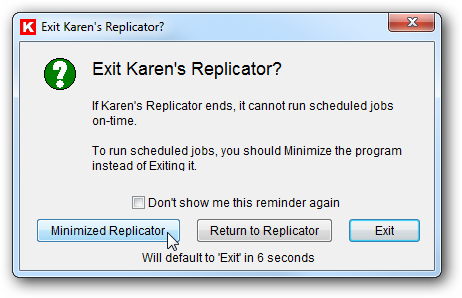 K Exit Karen's Replicator?
? Exit Karen's Replicator?
If Karen's Replicator ends, it cannot run scheduled jobs
on-time.
To run scheduled jobs, you should Minimize the program
instead of Exiting it.
Don't show me this reminder again
Minimized Replicator Return to Replicator Exit
Will default to 'Exit' in 6 seconds